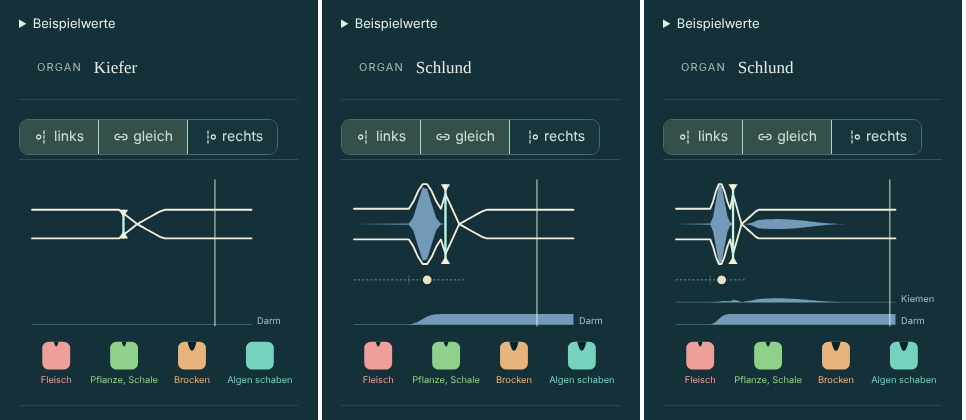 Beispielwerte
ORGAN Kiefer
links gleich rechts
Darm
Fleisch Pflanze, Schale Brocken Algen schaben
Beispielwerte
ORGAN Schlund
links gleich rechts
Darm
Fleisch Pflanze, Schale Brocken Algen schaben
Beispielwerte
ORGAN Schlund
links gleich rechts
Kiemen
Darm
Fleisch Pflanze, Schale Brocken Algen schaben